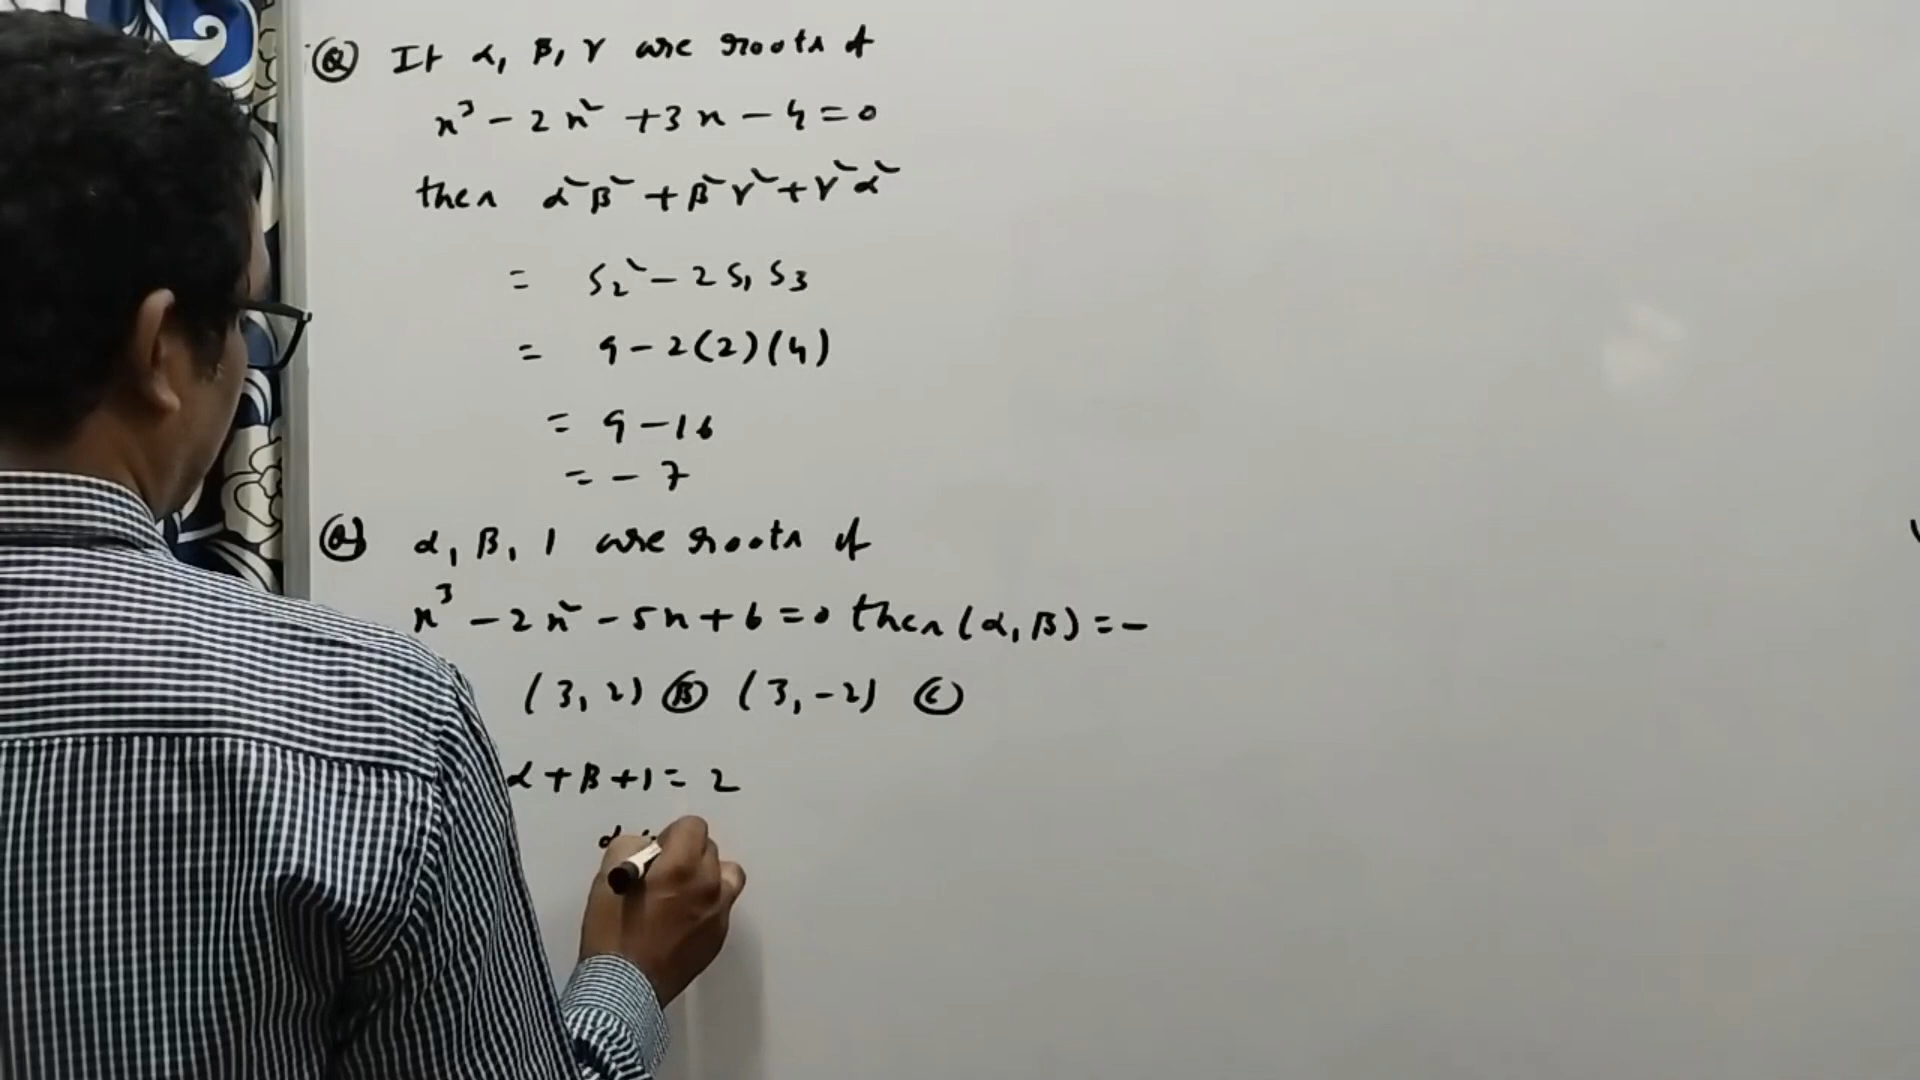 Q If α, β, γ are roots of
x³ - 2x² + 3x - 4 = 0
then α²β² + β²γ² + γ²α²
= S₂² - 2S₁S₃
= 9 - 2(2)(4)
= 9 - 16
= - 7
Q α, β, 1 are roots of
x³ - 2x² - 5x + 6 = 0 then (α, β) = -
(3, 2) B (3, -2) C
α + β + 1 = 2
α